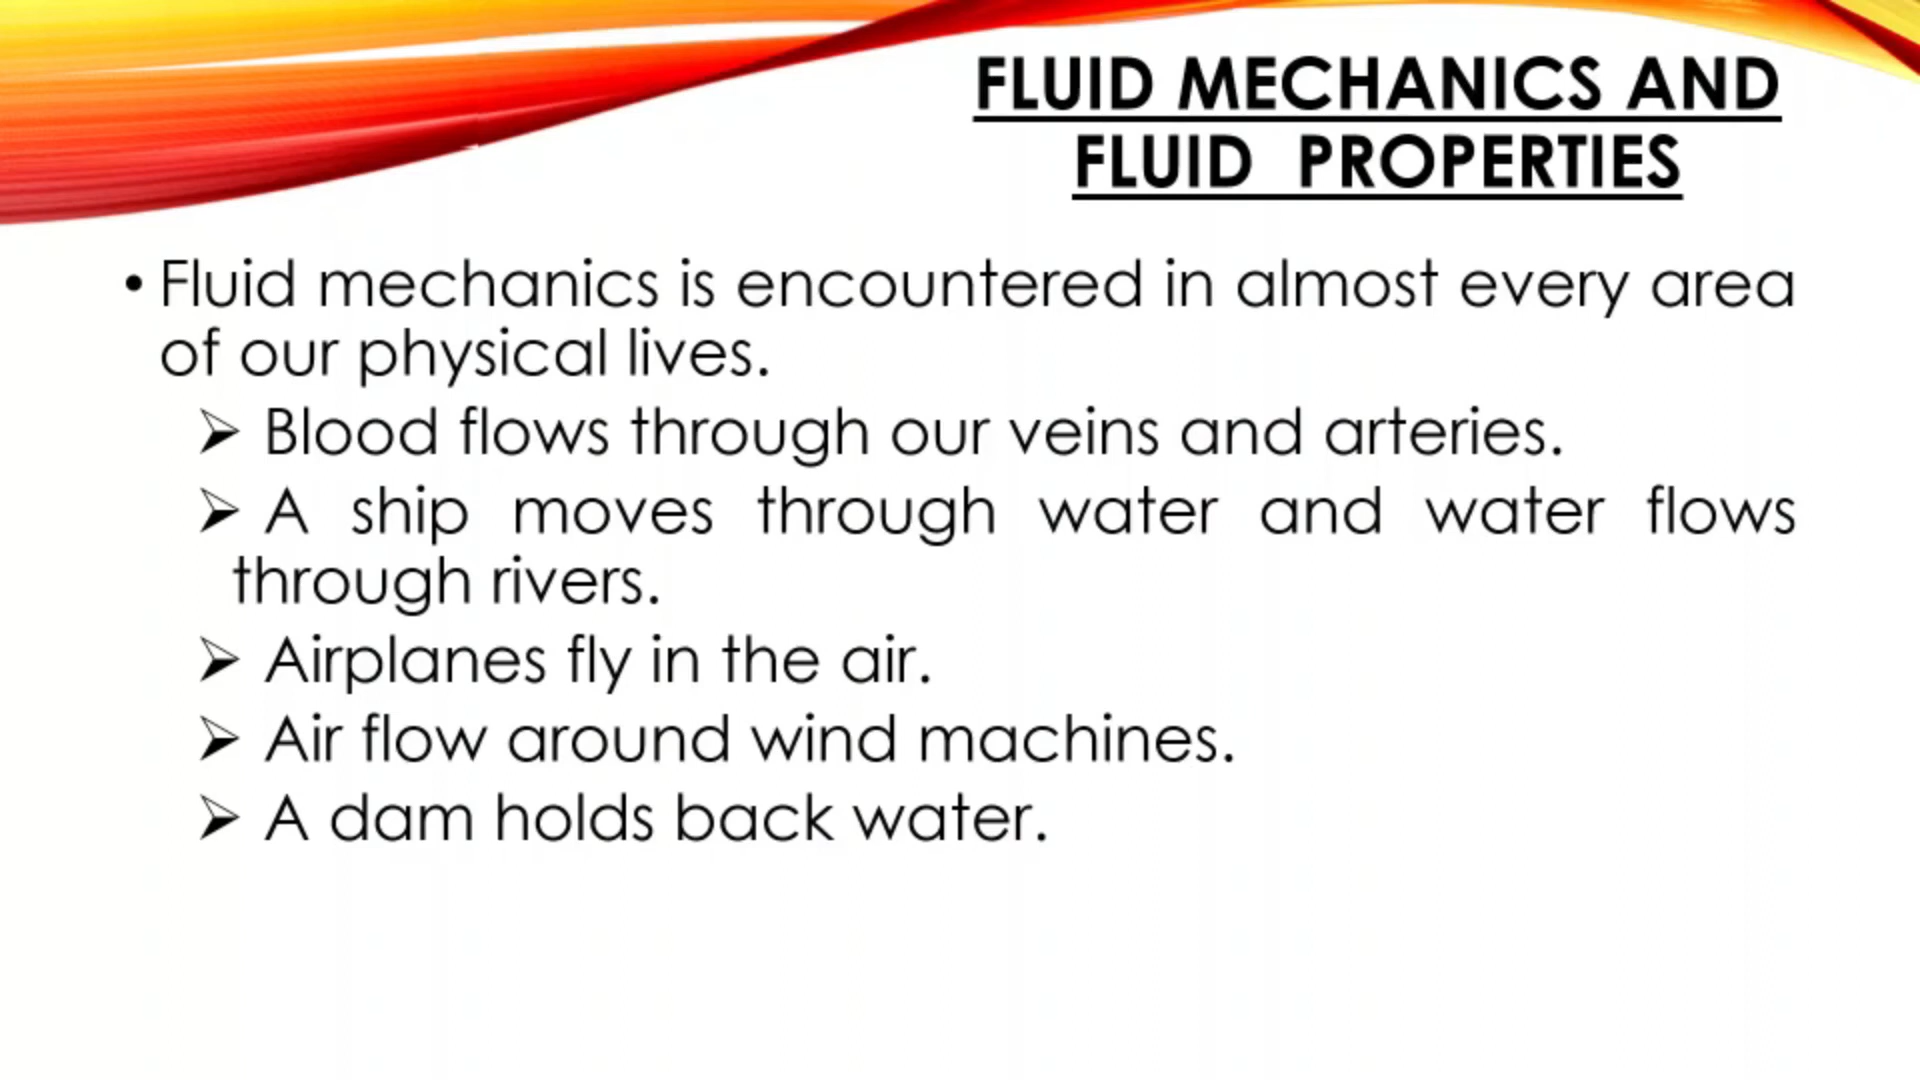 FLUID MECHANICS AND
FLUID PROPERTIES
• Fluid mechanics is encountered in almost every area
of our physical lives.
➢ Blood flows through our veins and arteries.
➢ A ship moves through water and water flows
through rivers.
➢ Airplanes fly in the air.
➢ Air flow around wind machines.
➢ A dam holds back water.